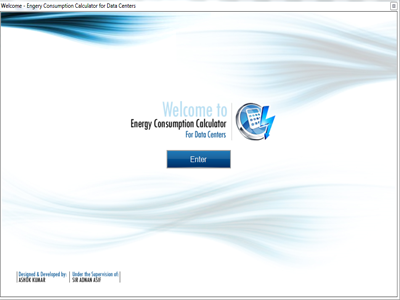 Welcome - Engery Consumption Calculator for Data Centers
Welcome to
Energy Consumption Calculator
For Data Centers
Enter
Designed & Developed by:
ASHOK KUMAR
Under the Supervision of:
SIR ADNAN ASIF